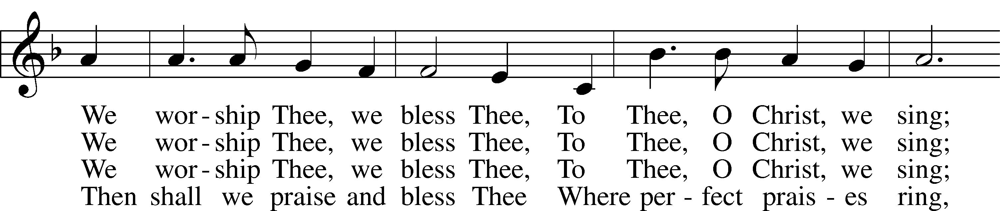 We wor - ship Thee, we bless Thee, To Thee, O Christ, we sing;
We wor - ship Thee, we bless Thee, To Thee, O Christ, we sing;
We wor - ship Thee, we bless Thee, To Thee, O Christ, we sing;
Then shall we praise and bless Thee Where per - fect prais - es ring,